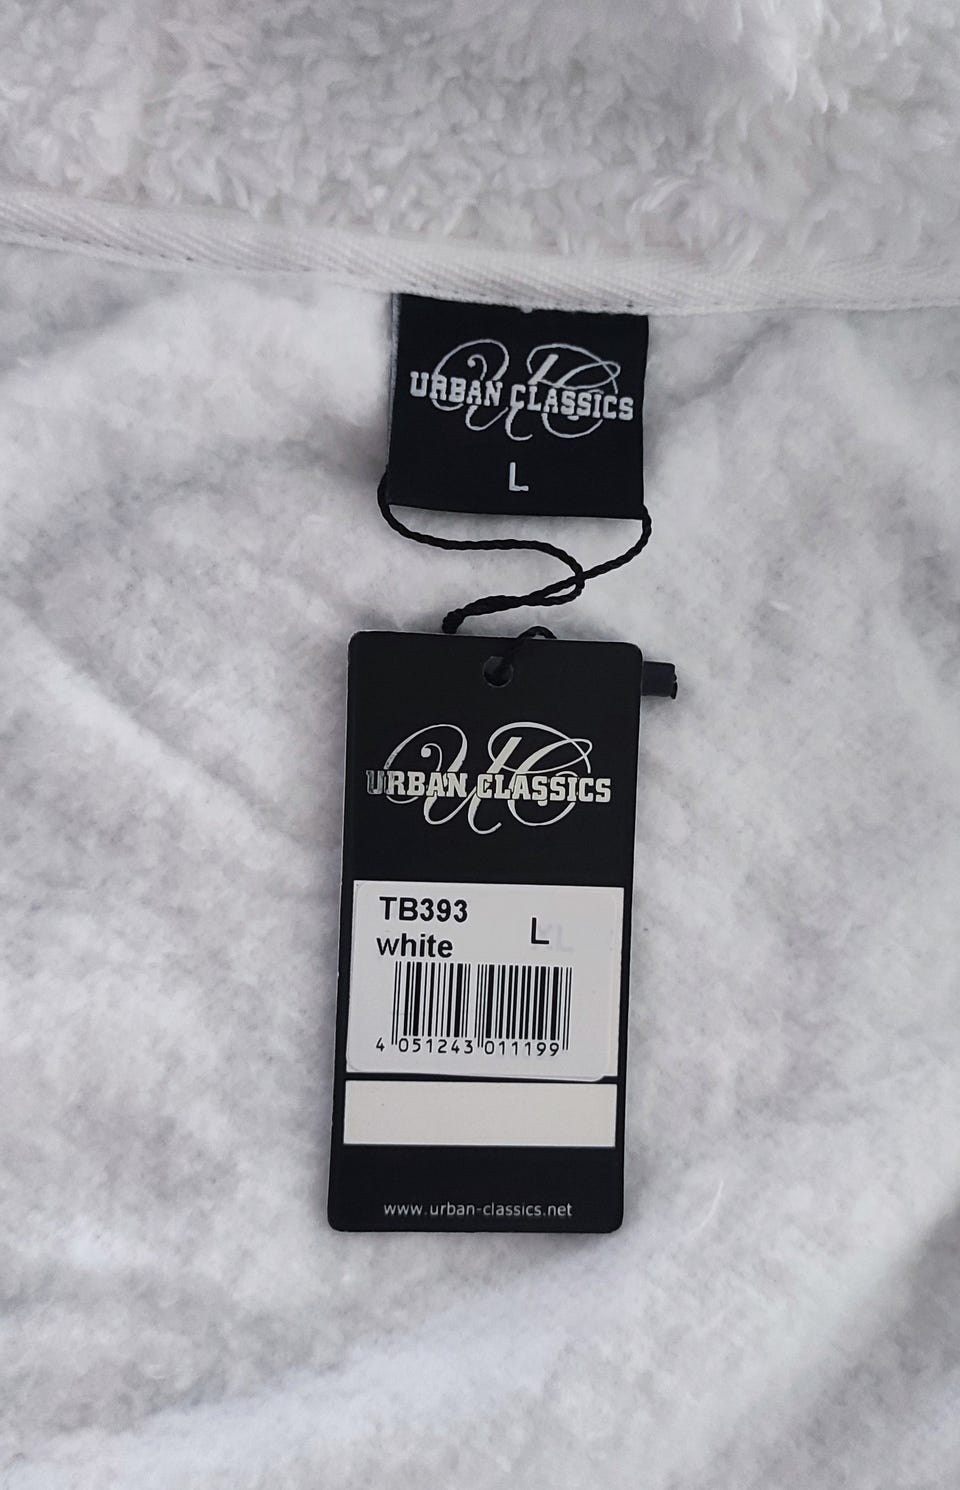 URBAN CLASSICS
L
URBAN CLASSICS
TB393
L
white
4 051243 011199
www.urban-classics.net